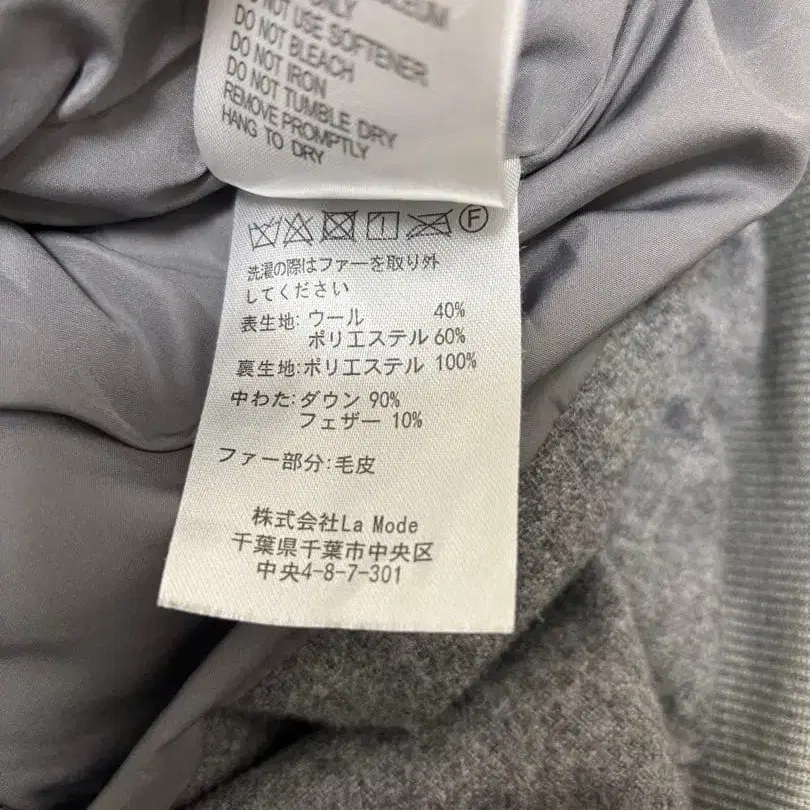 ONLY
DO NOT USE SOFTENER
DO NOT BLEACH
DO NOT IRON
DO NOT TUMBLE DRY
REMOVE PROMPTLY
HANG TO DRY
F
洗濯の際はファーを取り外
してください
表生地: ウール 40%
ポリエステル 60%
裏生地:ポリエステル 100%
中わた:ダウン 90%
フェザー 10%
ファー部分:毛皮
株式会社La Mode
千葉県千葉市中央区
中央4-8-7-301